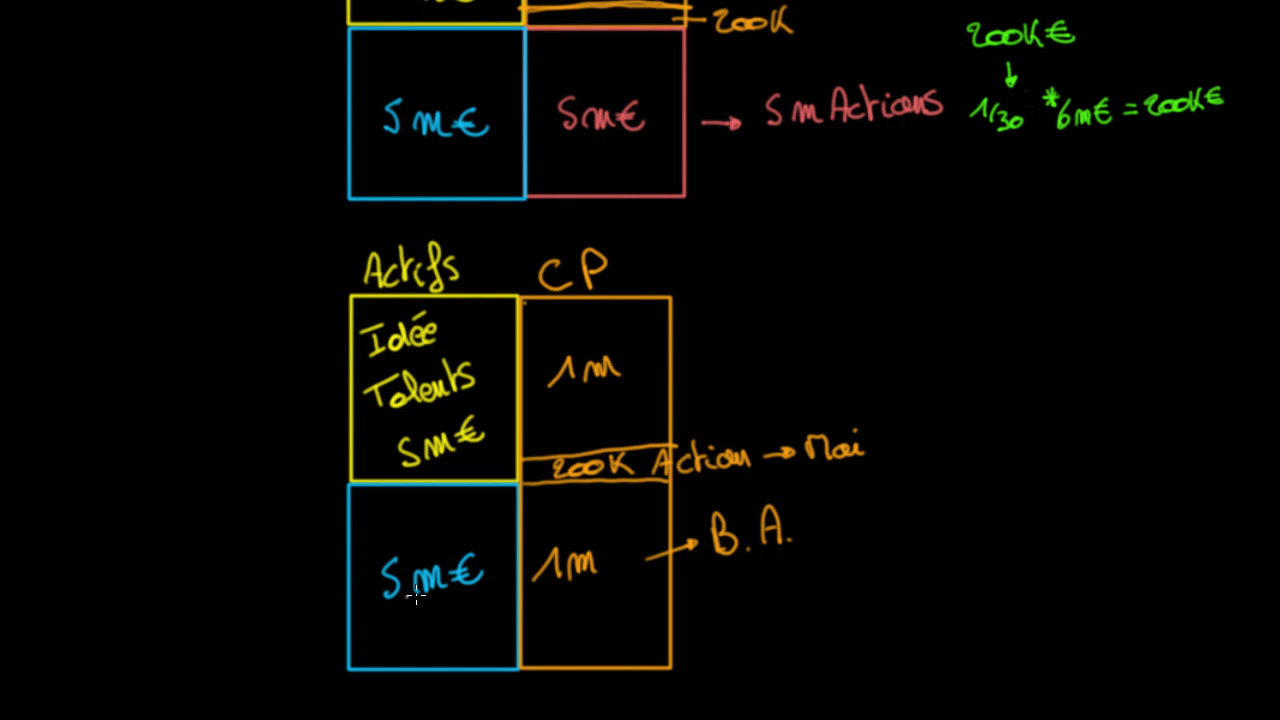 200K
200K€
5m€ 5m€ → 5m Actions
1/30 * 6m€ = 200K€
Actifs CP
Idée
Talents
5m€
1m
200K Action → Moi
5m€ 1m → B.A.